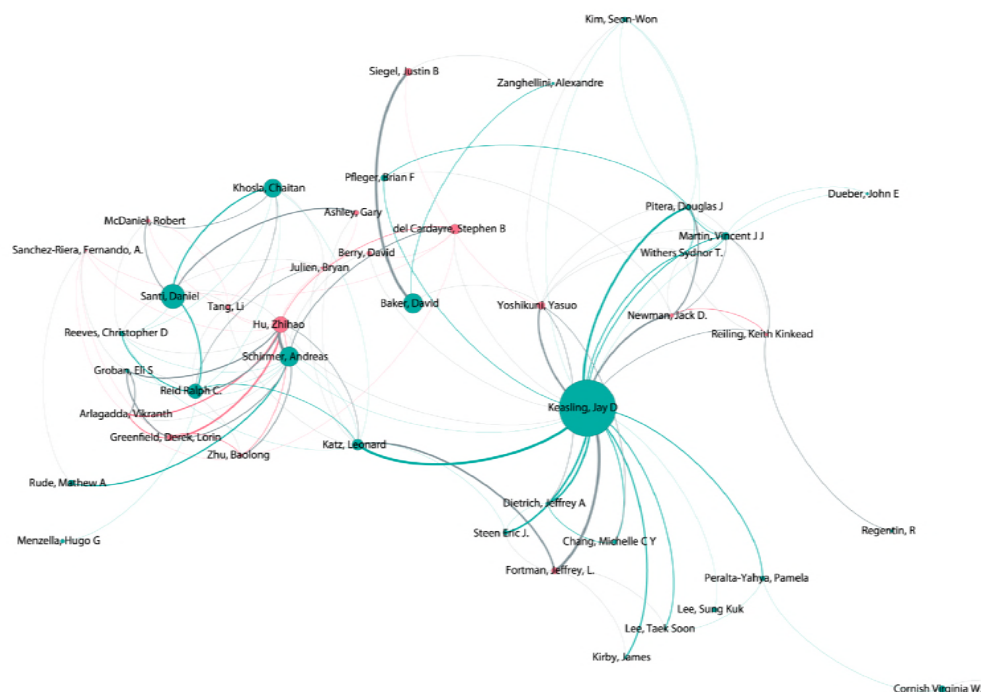 Kim, Seon-Won
Siegel, Justin B
Zanghellini, Alexandre
Pfleger, Brian F
Khosla, Chaitan
Dueber, John E
Ashley, Gary
Pitera, Douglas J
McDaniel, Robert
del Cardayre, Stephen B
Martin, Vincent J J
Sanchez-Riera, Fernando, A.
Berry, David
Withers Sydnor T.
Julien, Bryan
Santi, Daniel
Tang, Li
Baker, David
Yoshikuni, Yasuo
Newman, Jack D.
Hu, Zhihao
Reeves, Christopher D
Reiling, Keith Kinkead
Schirmer, Andreas
Groban, Eli S
Reid Ralph C.
Keasling, Jay D
Arlagadda, Vikranth
Greenfield, Derek, Lorin
Katz, Leonard
Zhu, Baolong
Rude, Mathew A
Dietrich, Jeffrey A
Steen Eric J.
Regentin, R
Menzella, Hugo G
Chang, Michelle C Y
Fortman, Jeffrey, L.
Peralta-Yahya, Pamela
Lee, Sung Kuk
Lee, Taek Soon
Kirby, James
Cornish Virginia W